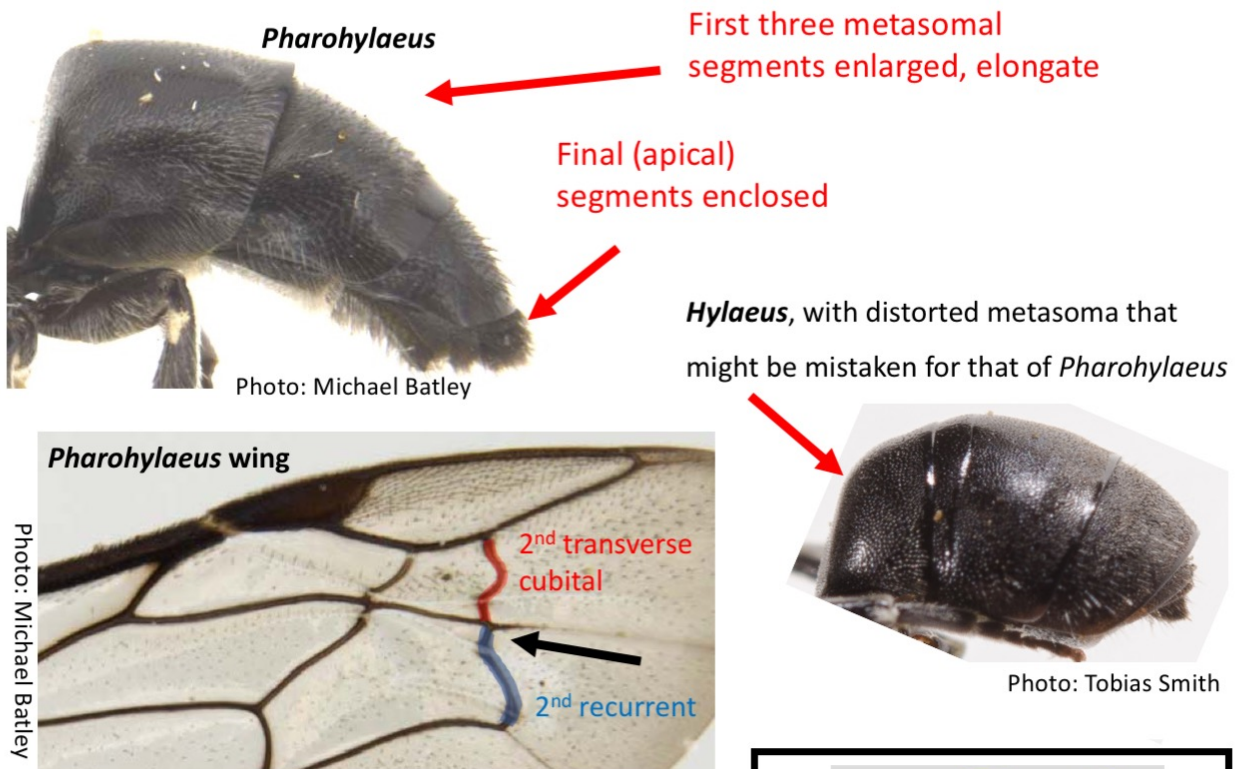 Pharohylaeus
First three metasomal
segments enlarged, elongate
Final (apical)
segments enclosed
Photo: Michael Batley
Hylaeus, with distorted metasoma that
might be mistaken for that of Pharohylaeus
Photo: Tobias Smith
Pharohylaeus wing
2nd transverse
cubital
2nd recurrent
Photo: Michael Batley